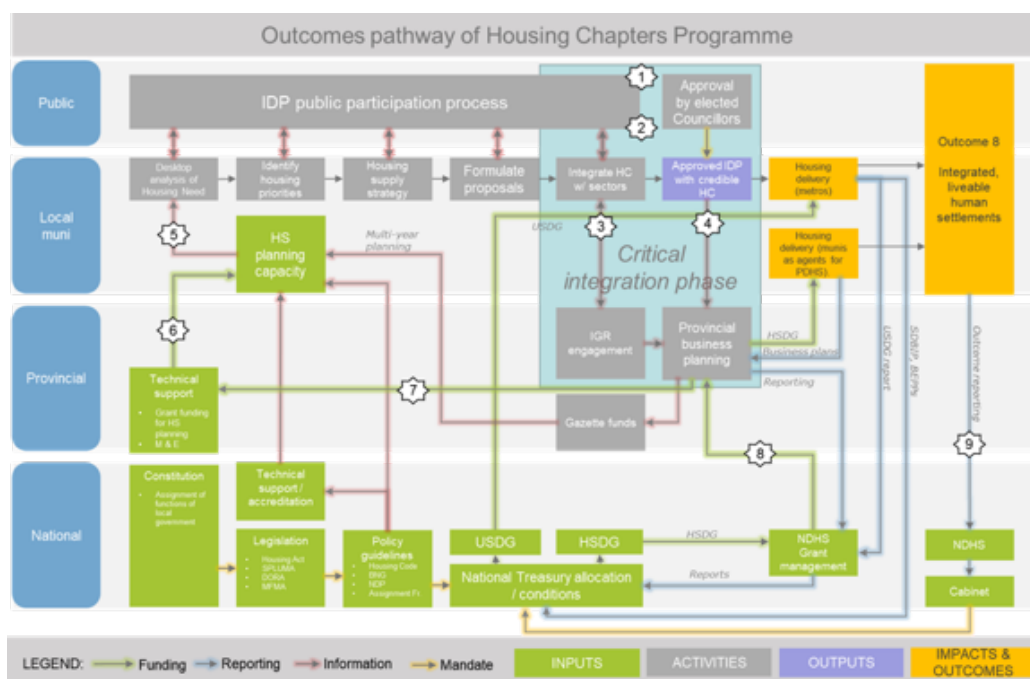 Outcomes pathway of Housing Chapters Programme
Public
IDP public participation process
1
2
Approval
by elected
Councillors
Outcome 8
Integrated,
liveable
human
settlements
Local
muni
Desktop
analysis of
Housing Need
Identify
housing
priorities
Housing
supply
strategy
Formulate
proposals
Integrate HC
w/ sectors
Approved IDP
with credible
HC
Housing
delivery
(metros)
USDG
3
4
5
HS
planning
capacity
Multi-year
planning
Critical
integration phase
Housing
delivery (munis
as agents for
PDHS).
Provincial
6
Technical
support
• Grant funding
for HS
planning
• M & E
7
IGR
engagement
Provincial
business
planning
HSDG
Business plans
Reporting
USDG report
SDBIP, BEPPs
Outcome reporting
Gazette funds
8
9
National
Constitution
• Assignment of
functions of
local
government
Technical
support /
accreditation
Legislation
• Housing Act
• SPLUMA
• DORA
• MFMA
Policy
guidelines
• Housing Code
• BNG
• NDP
• Assignment
USDG
HSDG
HSDG
National Treasury allocation
/ conditions
Reports
NDHS
Grant
management
NDHS
Cabinet
LEGEND:
Funding
Reporting
Information
Mandate
INPUTS
ACTIVITIES
OUTPUTS
IMPACTS &
OUTCOMES